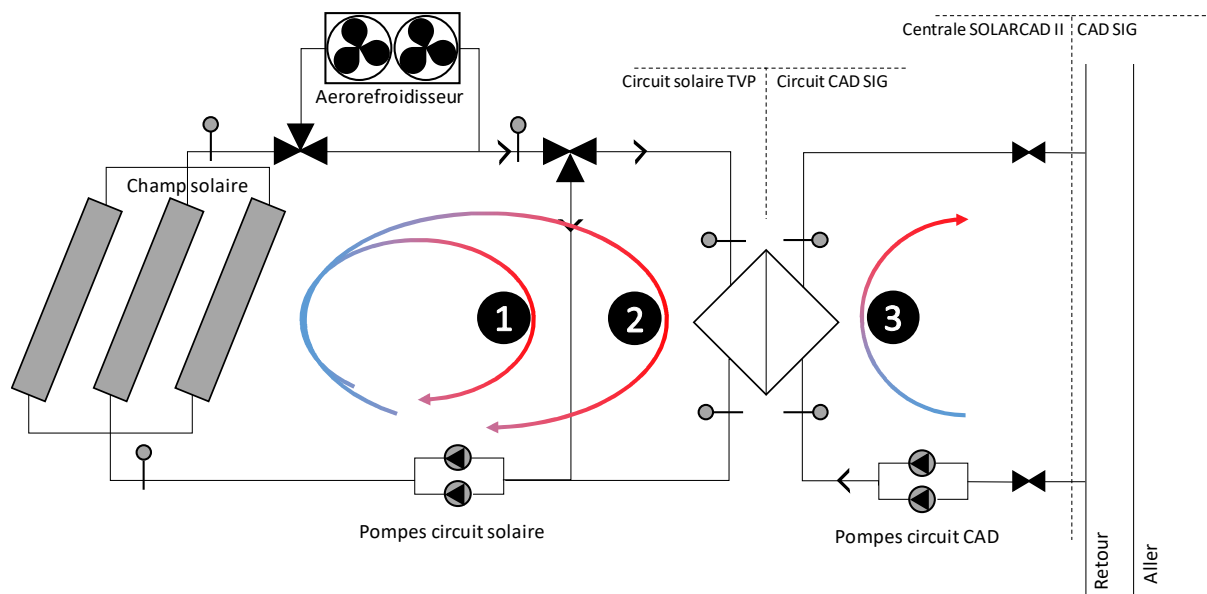 Centrale SOLARCAD II
CAD SIG
Circuit solaire TVP
Circuit CAD SIG
Aerorefroidisseur
Champ solaire
1
2
3
Pompes circuit solaire
Pompes circuit CAD
Retour
Aller